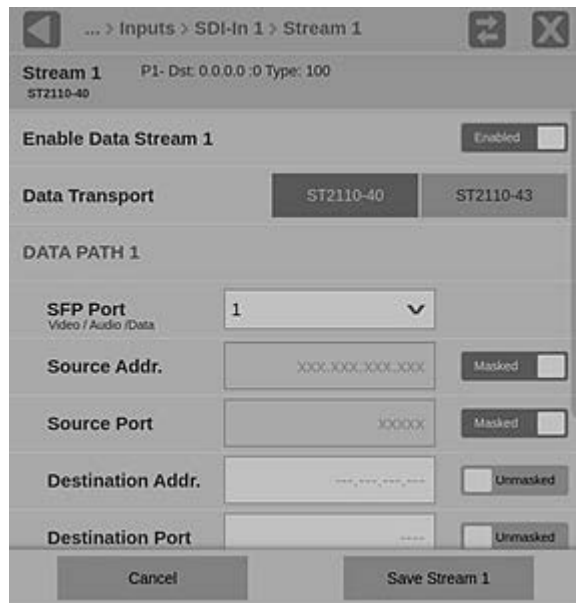 ... > Inputs > SDI-In 1 > Stream 1
Stream 1 P1- Dst: 0.0.0.0 :0 Type: 100
ST2110-40
Enable Data Stream 1 Enabled
Data Transport ST2110-40 ST2110-43
DATA PATH 1
SFP Port 1
Video / Audio /Data
Source Addr. xxx.xxx.xxx.xxx Masked
Source Port xxxxx Masked
Destination Addr. ---.---.---.--- Unmasked
Destination Port ---- Unmasked
Cancel Save Stream 1